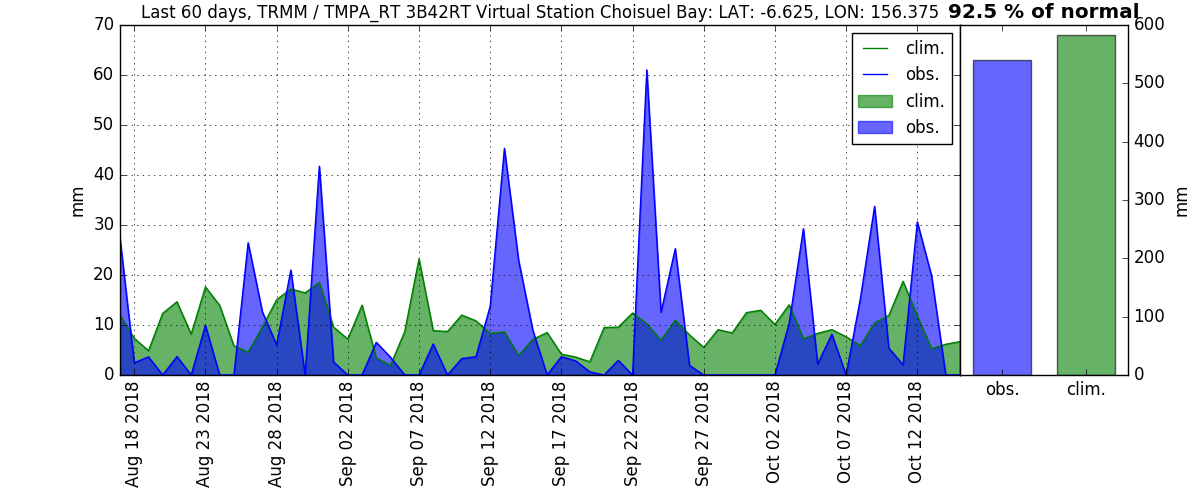 Last 60 days, TRMM / TMPA_RT 3B42RT Virtual Station Choisuel Bay: LAT: -6.625, LON: 156.375
92.5 % of normal
70
60
50
40
30
20
10
0
mm
clim.
obs.
clim.
obs.
Aug 18 2018
Aug 23 2018
Aug 28 2018
Sep 02 2018
Sep 07 2018
Sep 12 2018
Sep 17 2018
Sep 22 2018
Sep 27 2018
Oct 02 2018
Oct 07 2018
Oct 12 2018
600
500
400
300
200
100
0
mm
obs.
clim.